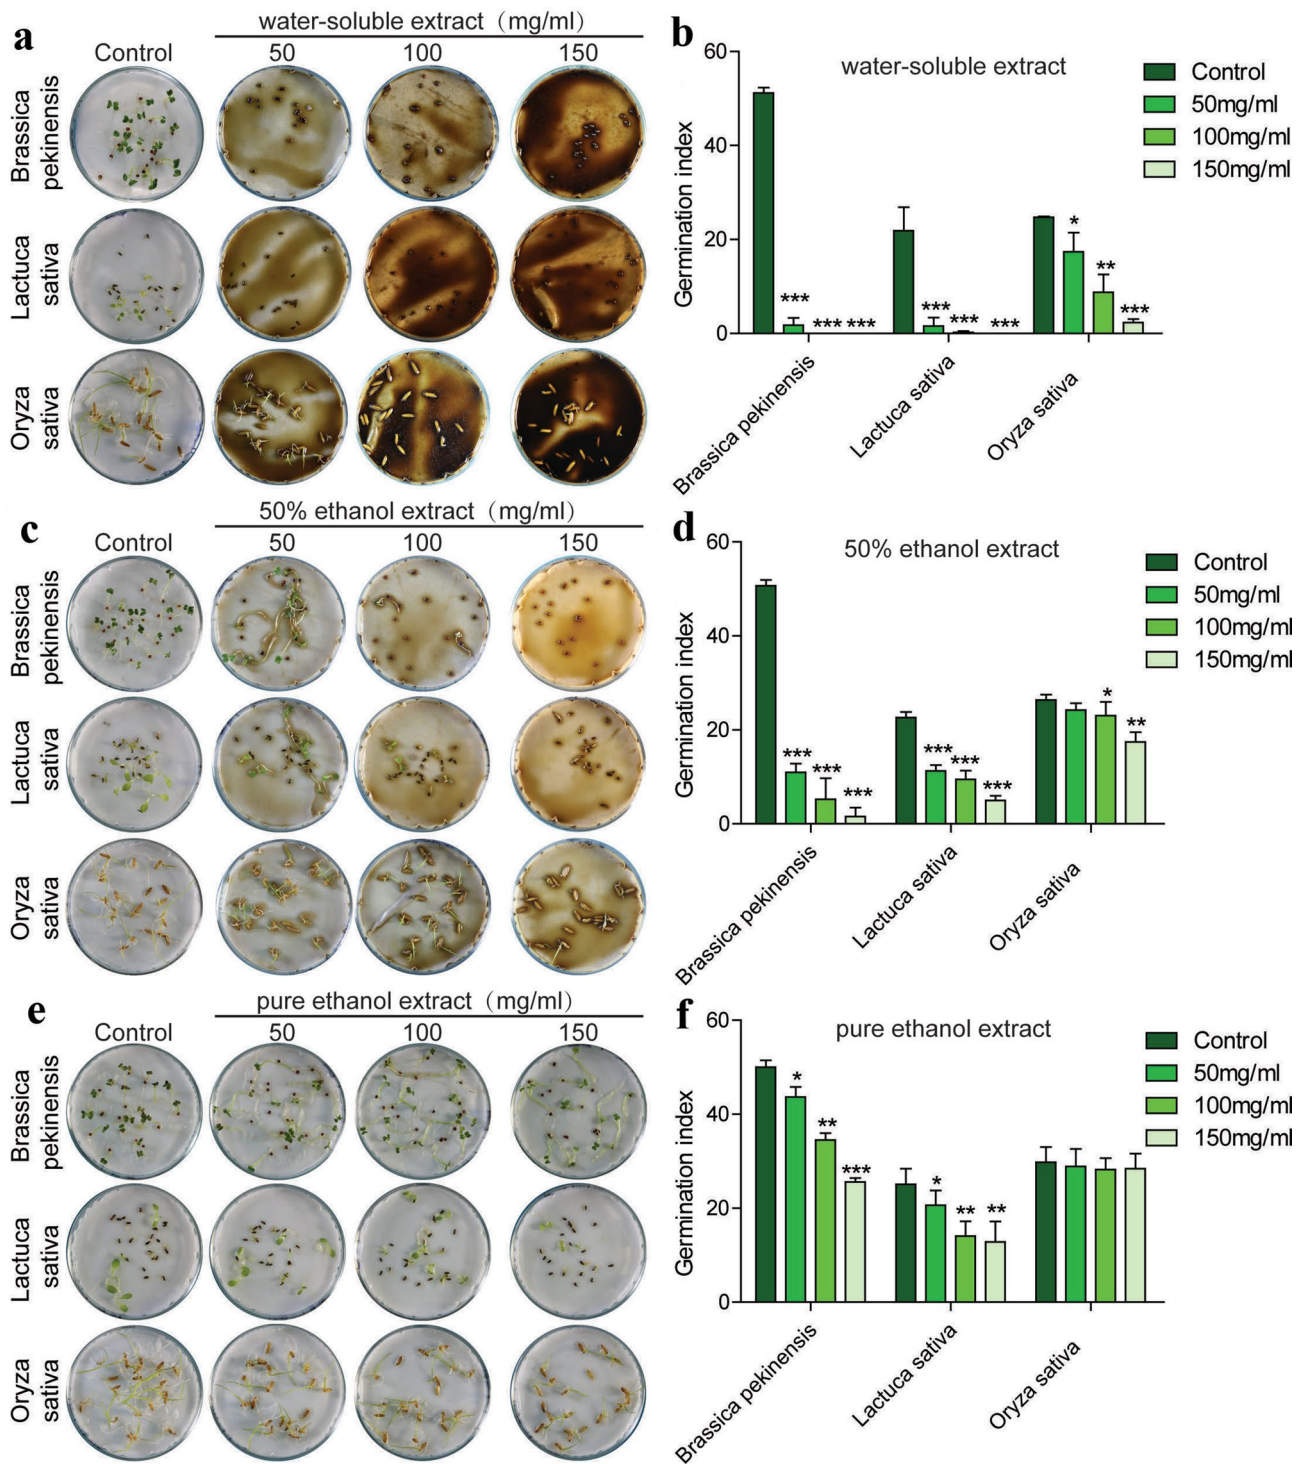 a
water-soluble extract（mg/ml）
Control
50
100
150
Brassica
pekinensis
Lactuca
sativa
Oryza
sativa
b
water-soluble extract
60
40
20
0
Germination index
Control
50mg/ml
100mg/ml
150mg/ml
***
*** ***
***
***
***
*
**
***
Brassica pekinensis
Lactuca sativa
Oryza sativa
c
50% ethanol extract（mg/ml）
Control
50
100
150
Brassica
pekinensis
Lactuca
sativa
Oryza
sativa
d
50% ethanol extract
60
40
20
0
Germination index
Control
50mg/ml
100mg/ml
150mg/ml
***
***
***
***
***
***
*
**
Brassica pekinensis
Lactuca sativa
Oryza sativa
e
pure ethanol extract（mg/ml）
Control
50
100
150
Brassica
pekinensis
Lactuca
sativa
Oryza
sativa
f
pure ethanol extract
60
40
20
0
Germination index
Control
50mg/ml
100mg/ml
150mg/ml
*
**
***
*
**
**
Brassica pekinensis
Lactuca sativa
Oryza sativa